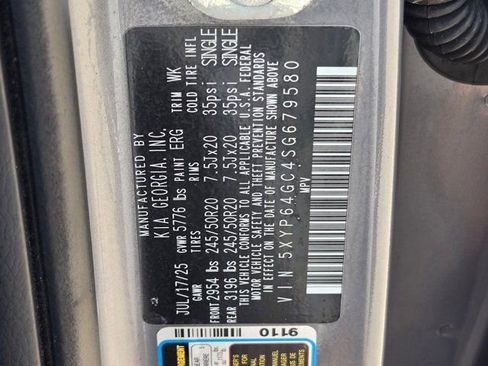 MANUFACTURED BY
KIA GEORGIA, INC.
JUL/17/25 GVWR 5776 lbs PAINT ERG TRIM WK
GAWR TIRES RIMS COLD TIRE INFL
FRONT 2954 lbs 245/50R20 7.5Jx20 35psi SINGLE
REAR 3196 lbs 245/50R20 7.5Jx20 35psi SINGLE
THIS VEHICLE CONFORMS TO ALL APPLICABLE U.S.A. FEDERAL
MOTOR VEHICLE SAFETY AND THEFT PREVENTION STANDARDS
IN EFFECT ON THE DATE OF MANUFACTURE SHOWN ABOVE
VIN 5XYP64GC4SG679580
MPV
9110